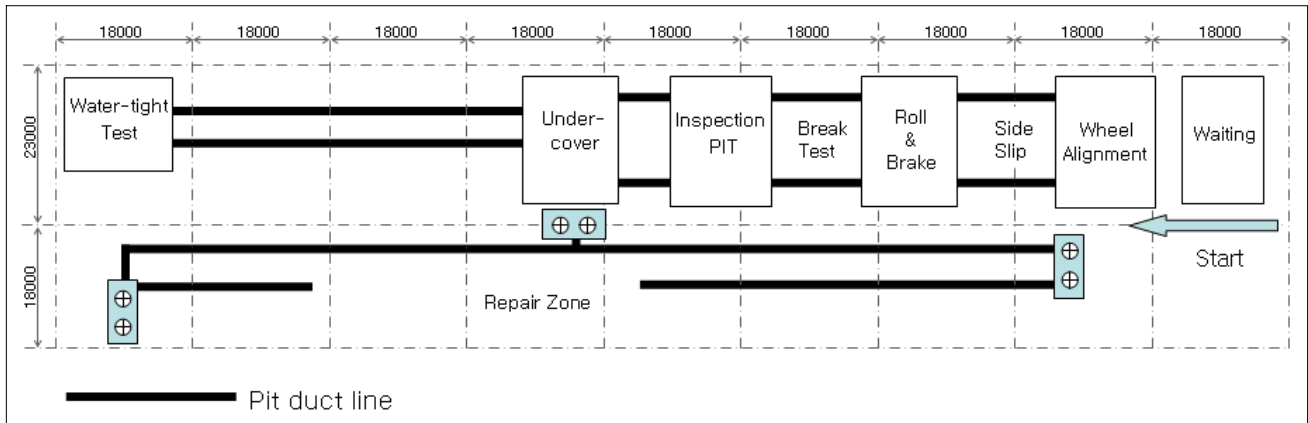 18000 18000 18000 18000 18000 18000 18000 18000 18000
23000
Water-tight
Test
Under-
cover
Inspection
PIT
Break
Test
Roll
&
Brake
Side
Slip
Wheel
Alignment
Waiting
Start
18000
Repair Zone
Pit duct line